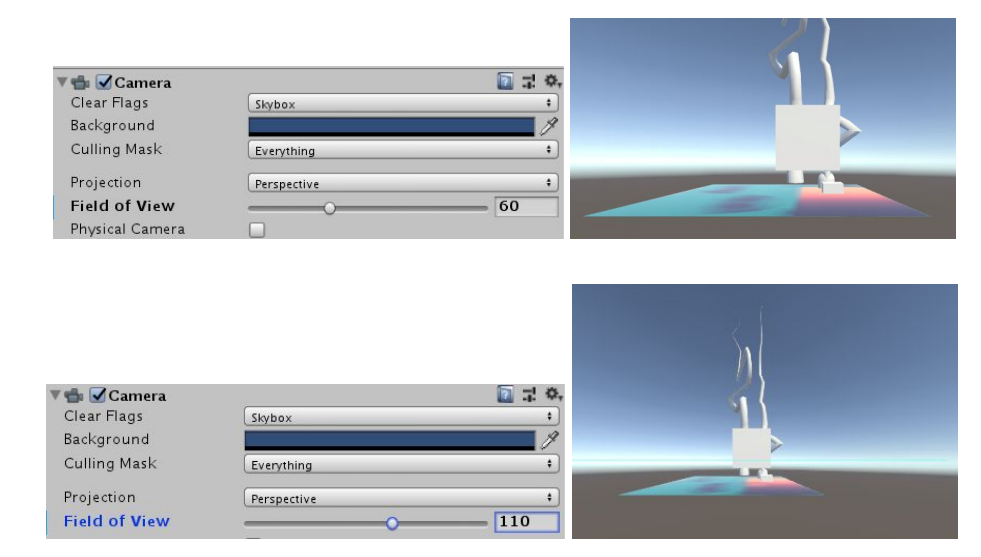 Camera
Clear Flags Skybox
Background
Culling Mask Everything
Projection Perspective
Field of View 60
Physical Camera
Camera
Clear Flags Skybox
Background
Culling Mask Everything
Projection Perspective
Field of View 110